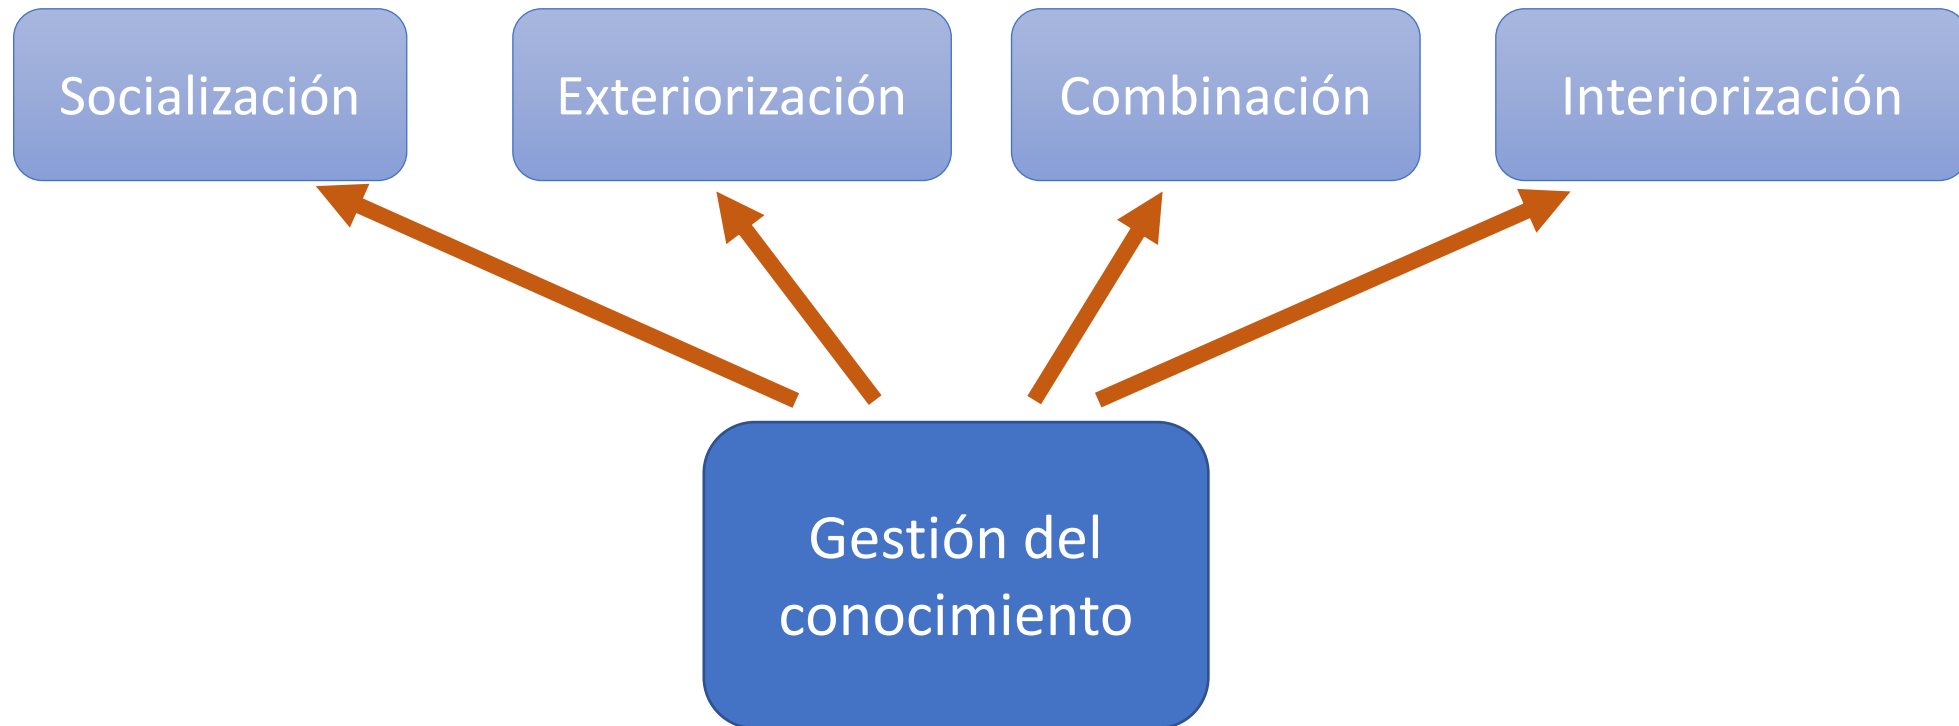 Socialización
Exteriorización
Combinación
Interiorización
Gestión del
conocimiento